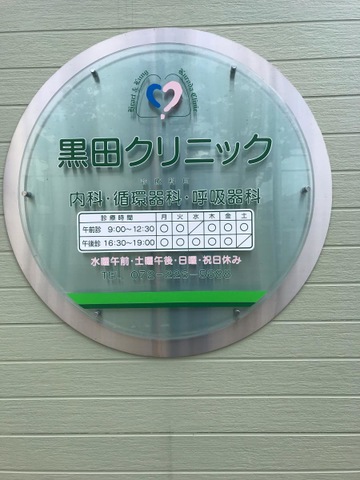 Heart & Lung Kuroda Clinic
黒田クリニック
内科・循環器科・呼吸器科
診療時間 月 火 水 木 金 土
午前診 9:00〜12:30 ○ ○ ／ ○ ○ ○
午後診 16:30〜19:00 ○ ○ ○ ○ ○ ／
水曜午前・土曜午後・日曜・祝日休み
TEL